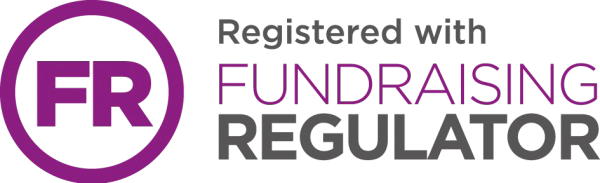 FR
Registered with
FUNDRAISING
REGULATOR